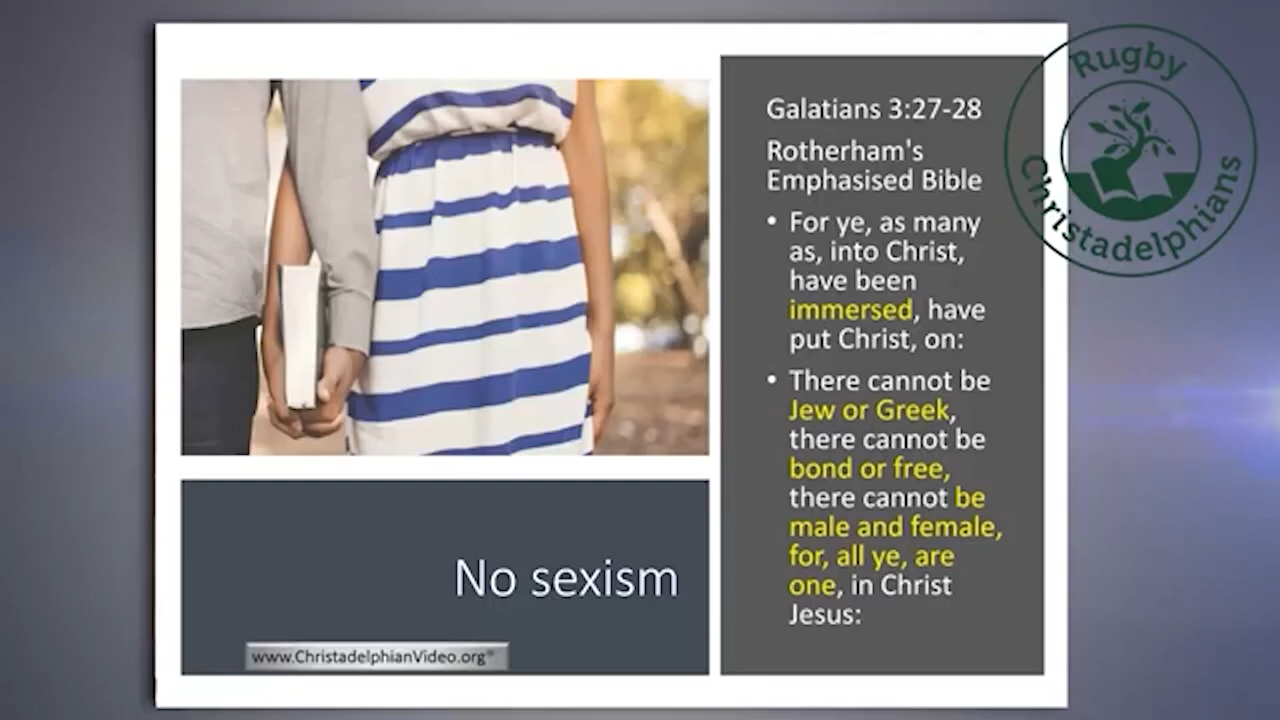 Galatians 3:27-28
Rotherham's
Emphasised Bible
• For ye, as many
as, into Christ,
have been
immersed, have
put Christ, on:
• There cannot be
Jew or Greek,
there cannot be
bond or free,
there cannot be
male and female,
for, all ye, are
one, in Christ
Jesus:
No sexism
www.ChristadelphianVideo.org®
Rugby
Christadelphians